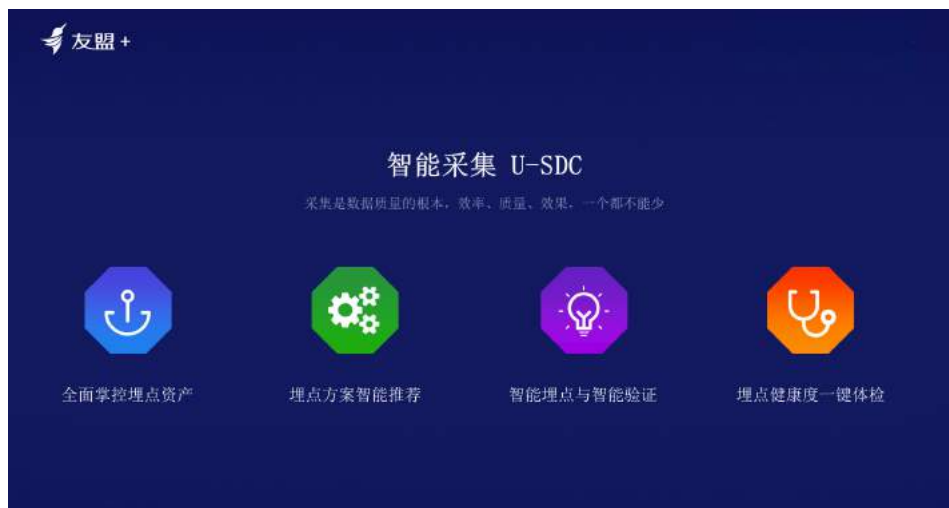 友盟+
智能采集 U-SDC
采集是数据质量的根本，效率、质量、效果，一个都不能少
全面掌控埋点资产
埋点方案智能推荐
智能埋点与智能验证
埋点健康度一键体检